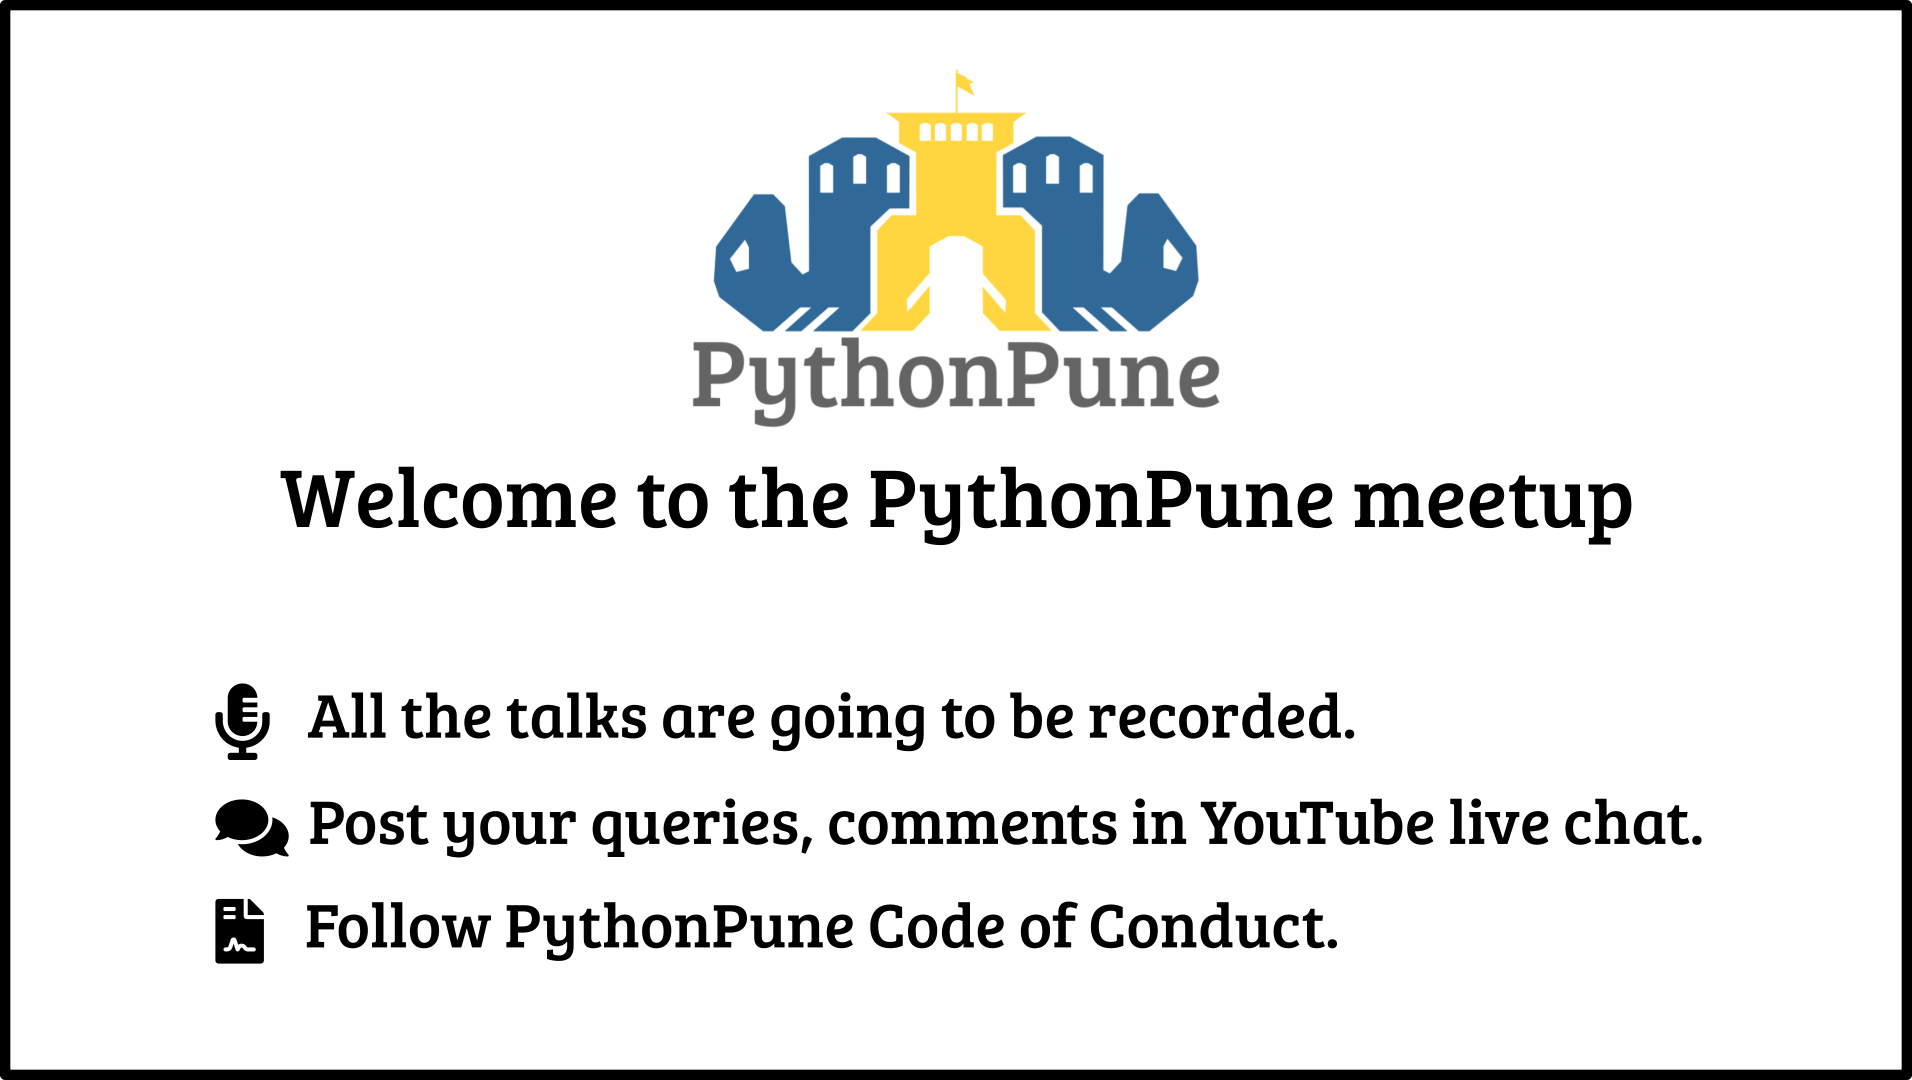 PythonPune
Welcome to the PythonPune meetup
All the talks are going to be recorded.
Post your queries, comments in YouTube live chat.
Follow PythonPune Code of Conduct.